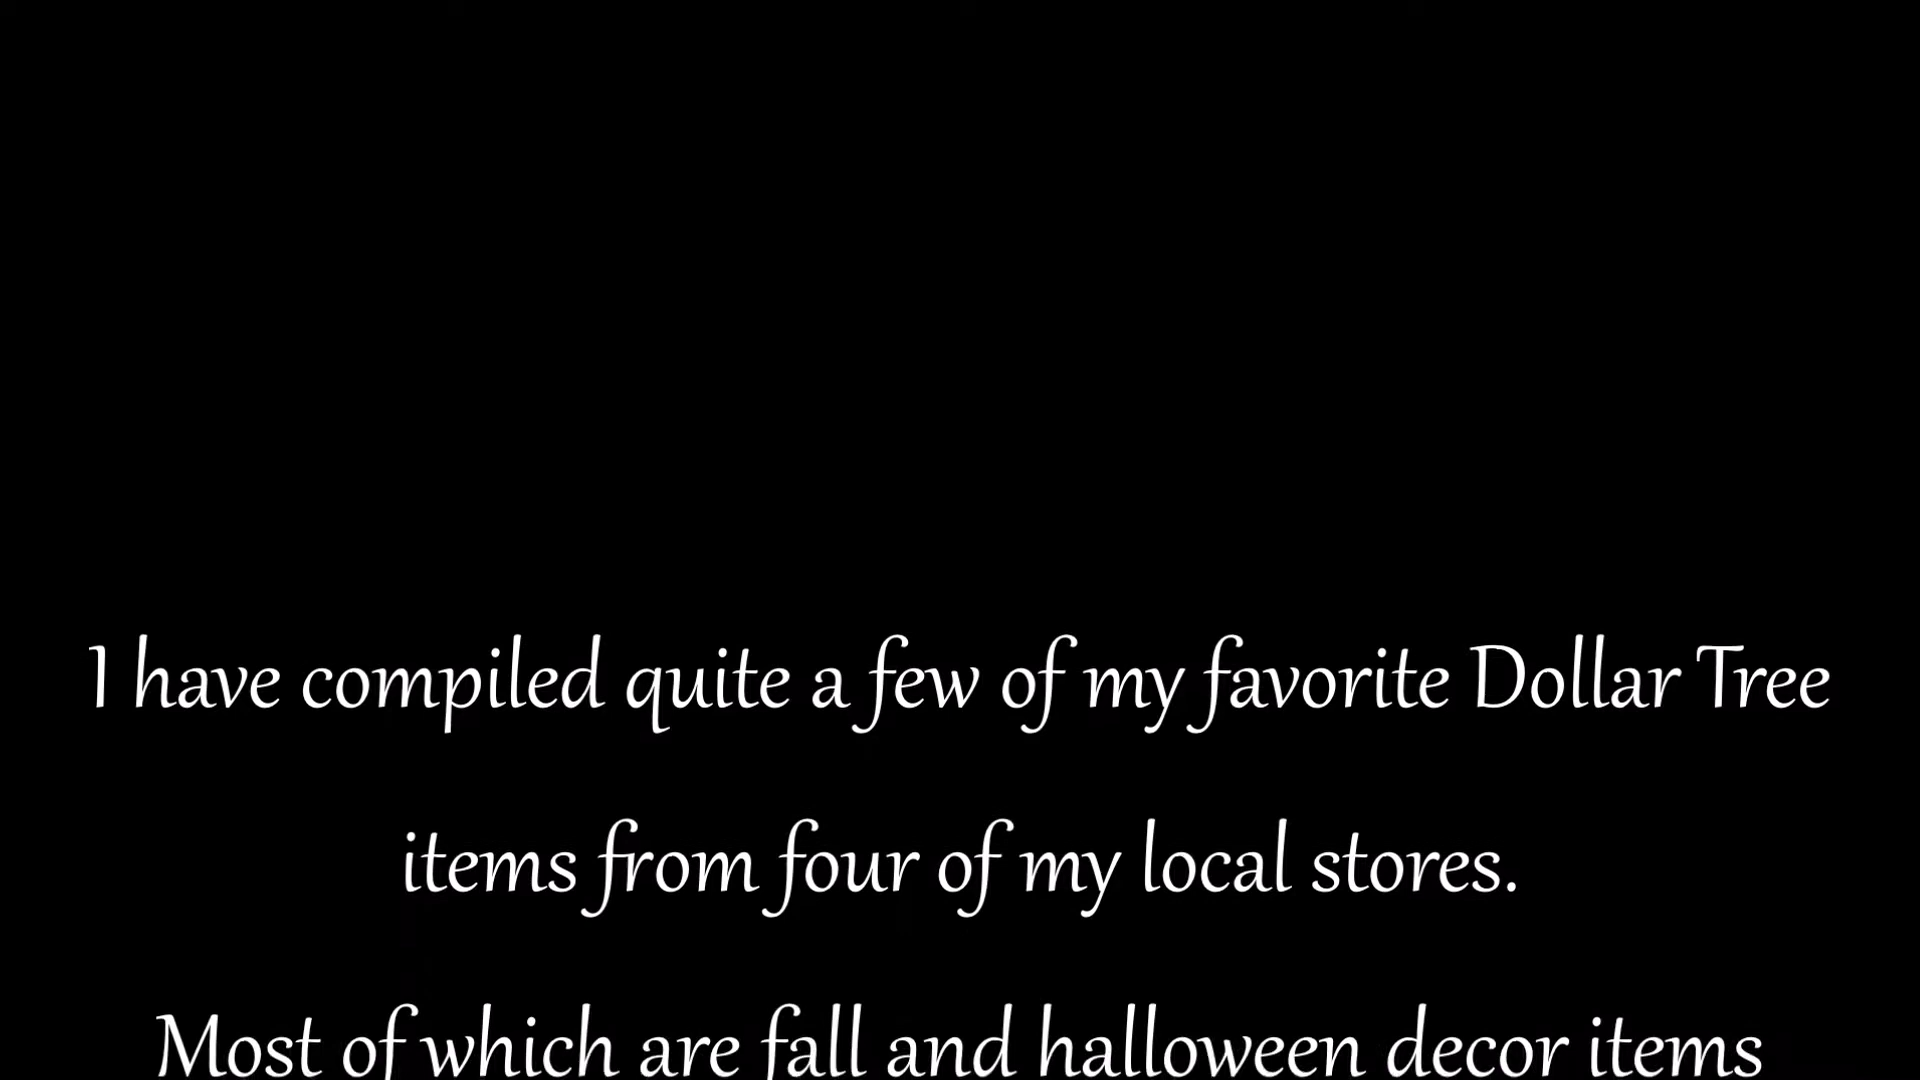 I have compiled quite a few of my favorite Dollar Tree
items from four of my local stores.
Most of which are fall and halloween decor items